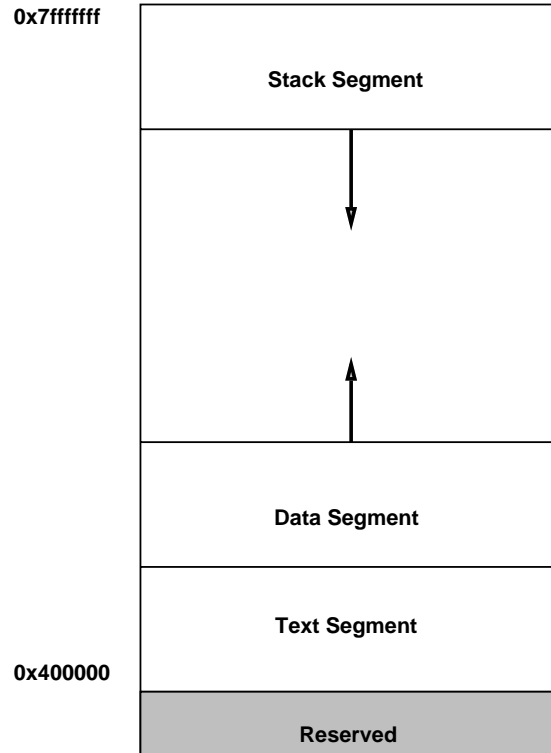 0x7fffffff
Stack Segment
Data Segment
Text Segment
0x400000
Reserved